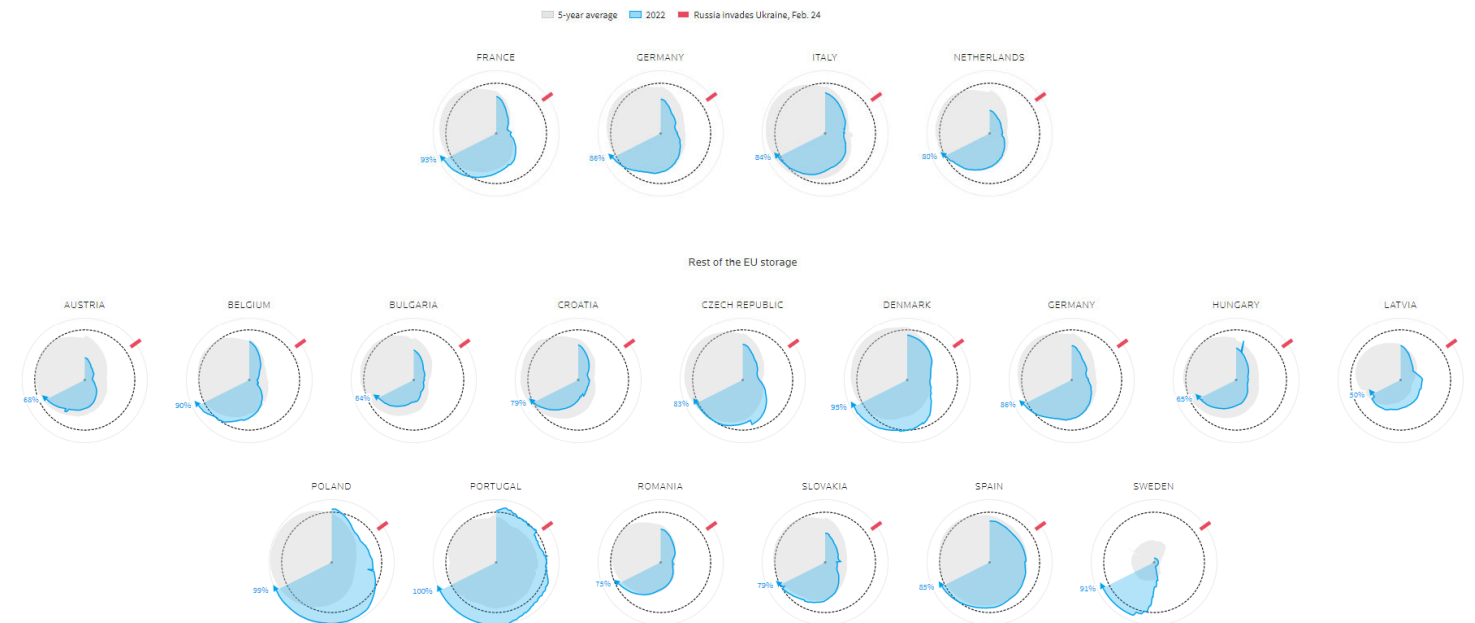 5-year average 2022 Russia invades Ukraine, Feb. 24
FRANCE GERMANY ITALY NETHERLANDS
93% 86% 84% 80%
Rest of the EU storage
AUSTRIA BELGIUM BULGARIA CROATIA CZECH REPUBLIC DENMARK GERMANY HUNGARY LATVIA
68% 90% 64% 79% 83% 95% 86% 65% 50%
POLAND PORTUGAL ROMANIA SLOVAKIA SPAIN SWEDEN
99% 100% 75% 79% 85% 91%